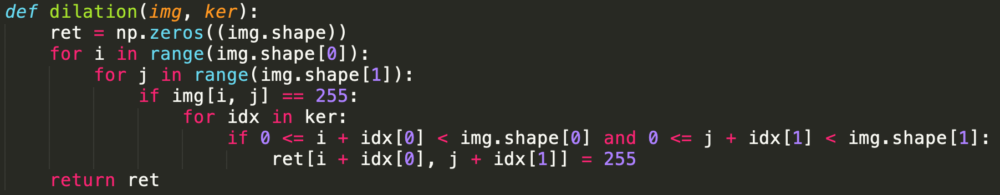 def dilation(img, ker):
    ret = np.zeros((img.shape))
    for i in range(img.shape[0]):
        for j in range(img.shape[1]):
            if img[i, j] == 255:
                for idx in ker:
                    if 0 <= i + idx[0] < img.shape[0] and 0 <= j + idx[1] < img.shape[1]:
                        ret[i + idx[0], j + idx[1]] = 255
    return ret